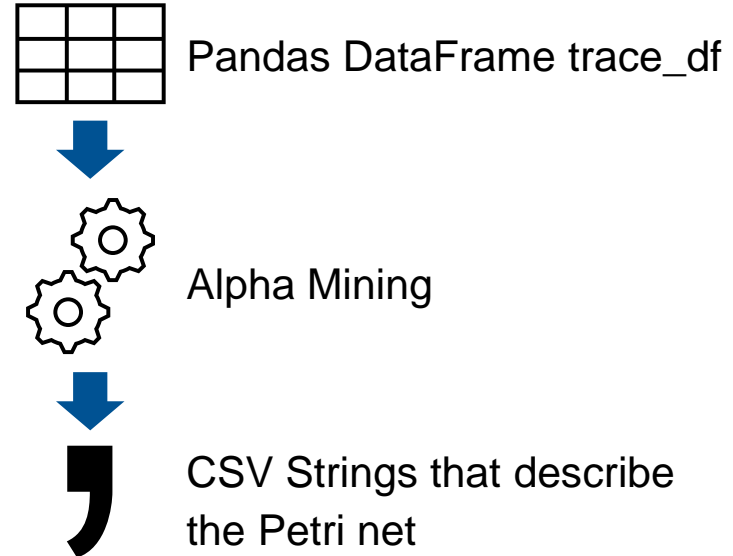 Pandas DataFrame trace_df
Alpha Mining
CSV Strings that describe
the Petri net